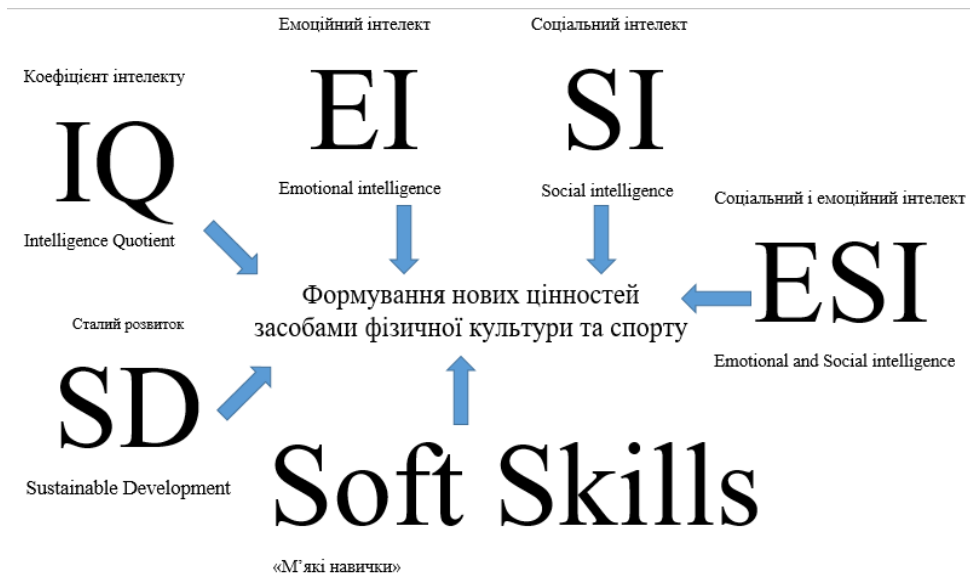 Емоційний інтелект
Соціальний інтелект
Коефіцієнт інтелекту
EI
SI
IQ
Emotional intelligence
Social intelligence
Соціальний і емоційний інтелект
Intelligence Quotient
ESI
Формування нових цінностей
засобами фізичної культури та спорту
Сталий розвиток
Emotional and Social intelligence
SD
Sustainable Development
Soft Skills
«М’які навички»